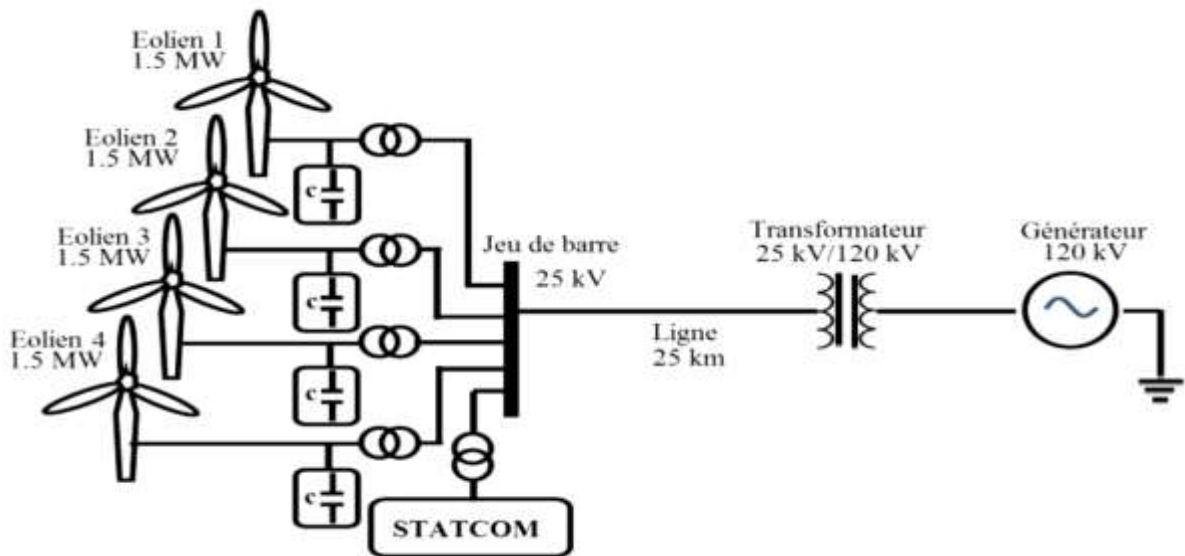 Eolien 1
1.5 MW
Eolien 2
1.5 MW
Eolien 3
1.5 MW
Eolien 4
1.5 MW
c
c
c
c
Jeu de barre
25 kV
STATCOM
Ligne
25 km
Transformateur
25 kV/120 kV
Générateur
120 kV